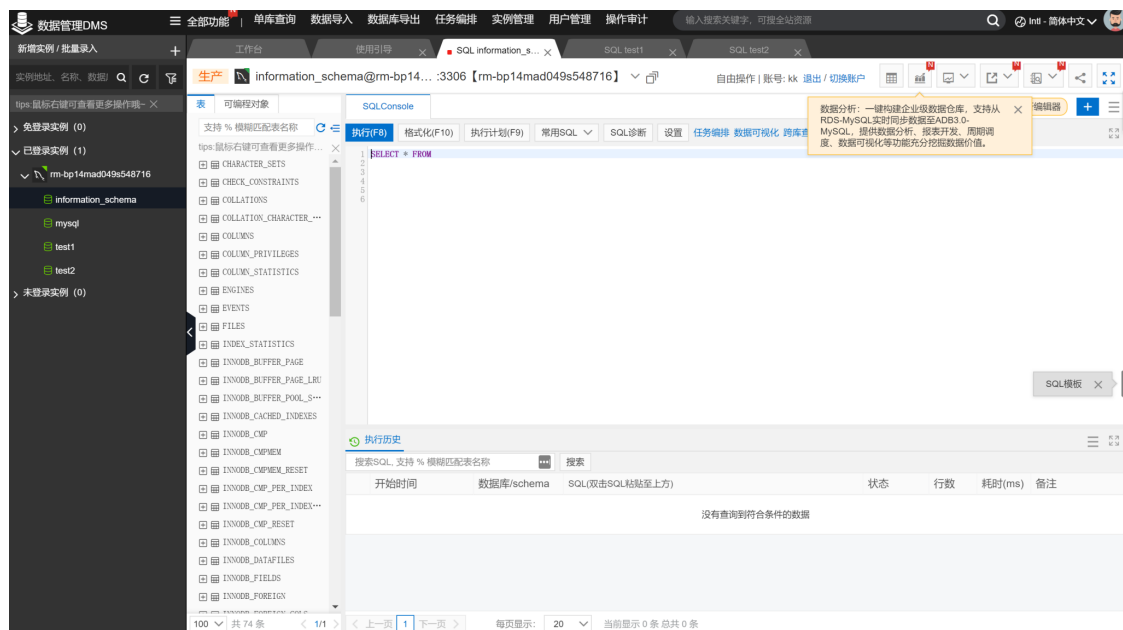 数据管理DMS
全部功能 单库查询 数据导入 数据库导出 任务编排 实例管理 用户管理 操作审计
输入搜索关键字，可搜全站资源
Intl - 简体中文
新增实例 / 批量录入 +
实例地址、名称、数据
tips:鼠标右键可查看更多操作哦~
免登录实例 (0)
已登录实例 (1)
rm-bp14mad049s548716
information_schema
mysql
test1
test2
未登录实例 (0)
工作台 使用引导 SQL information_s... SQL test1 SQL test2
生产 information_schema@rm-bp14... :3306【rm-bp14mad049s548716】
自由操作 | 账号: kk 退出 / 切换账户
N N N N
表 可编程对象
支持 % 模糊匹配表名称
tips:鼠标右键可查看更多操作...
CHARACTER_SETS
CHECK_CONSTRAINTS
COLLATIONS
COLLATION_CHARACTER_...
COLUMNS
COLUMN_PRIVILEGES
COLUMN_STATISTICS
ENGINES
EVENTS
FILES
INDEX_STATISTICS
INNODB_BUFFER_PAGE
INNODB_BUFFER_PAGE_LRU
INNODB_BUFFER_POOL_S...
INNODB_CACHED_INDEXES
INNODB_CMP
INNODB_CMPMEM
INNODB_CMPMEM_RESET
INNODB_CMP_PER_INDEX
INNODB_CMP_PER_INDEX...
INNODB_CMP_RESET
INNODB_COLUMNS
INNODB_DATAFILES
INNODB_FIELDS
INNODB_FOREIGN
100 共 74 条 1/1
SQLConsole
数据分析：一键构建企业级数据仓库，支持从
RDS-MySQL实时同步数据至ADB3.0-
MySQL，提供数据分析、报表开发、周期调
度、数据可视化等功能充分挖掘数据价值。
编辑器 +
执行(F8) 格式化(F10) 执行计划(F9) 常用SQL SQL诊断 设置 任务编排 数据可视化 跨库查
1 SELECT * FROM
2
3
4
5
6
SQL模板
执行历史
搜索SQL, 支持 % 模糊匹配表名称 ... 搜索
开始时间 数据库/schema SQL(双击SQL粘贴至上方) 状态 行数 耗时(ms) 备注
没有查询到符合条件的数据
上一页 1 下一页 每页显示: 20 当前显示 0 条 总共 0 条